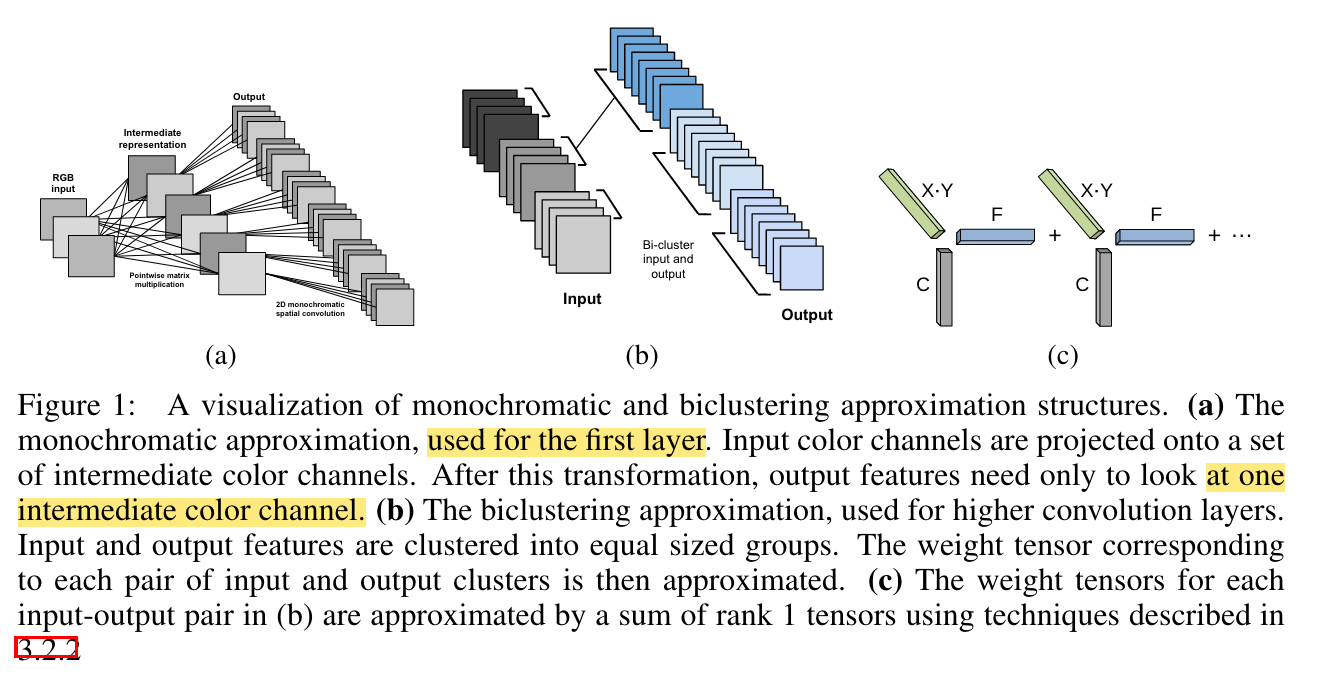 Output
Intermediate
representation
RGB
input
Pointwise matrix
multiplication
2D monochromatic
spatial convolution
(a)
Bi-cluster
input and
output
Input
Output
(b)
X·Y
F
C
+
X·Y
F
C
+ ···
(c)
Figure 1: A visualization of monochromatic and biclustering approximation structures. (a) The
monochromatic approximation, used for the first layer. Input color channels are projected onto a set
of intermediate color channels. After this transformation, output features need only to look at one
intermediate color channel. (b) The biclustering approximation, used for higher convolution layers.
Input and output features are clustered into equal sized groups. The weight tensor corresponding
to each pair of input and output clusters is then approximated. (c) The weight tensors for each
input-output pair in (b) are approximated by a sum of rank 1 tensors using techniques described in
3.2.2